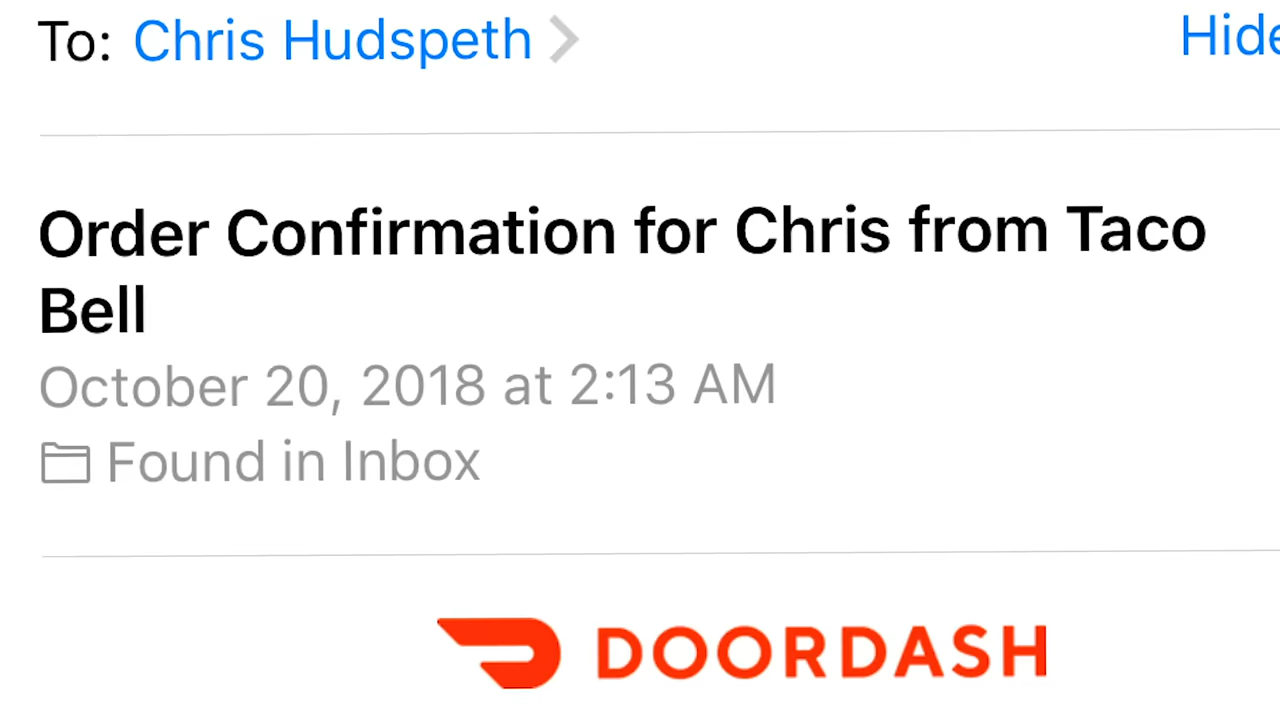 To: Chris Hudspeth
Hide
Order Confirmation for Chris from Taco
Bell
October 20, 2018 at 2:13 AM
Found in Inbox
DOORDASH